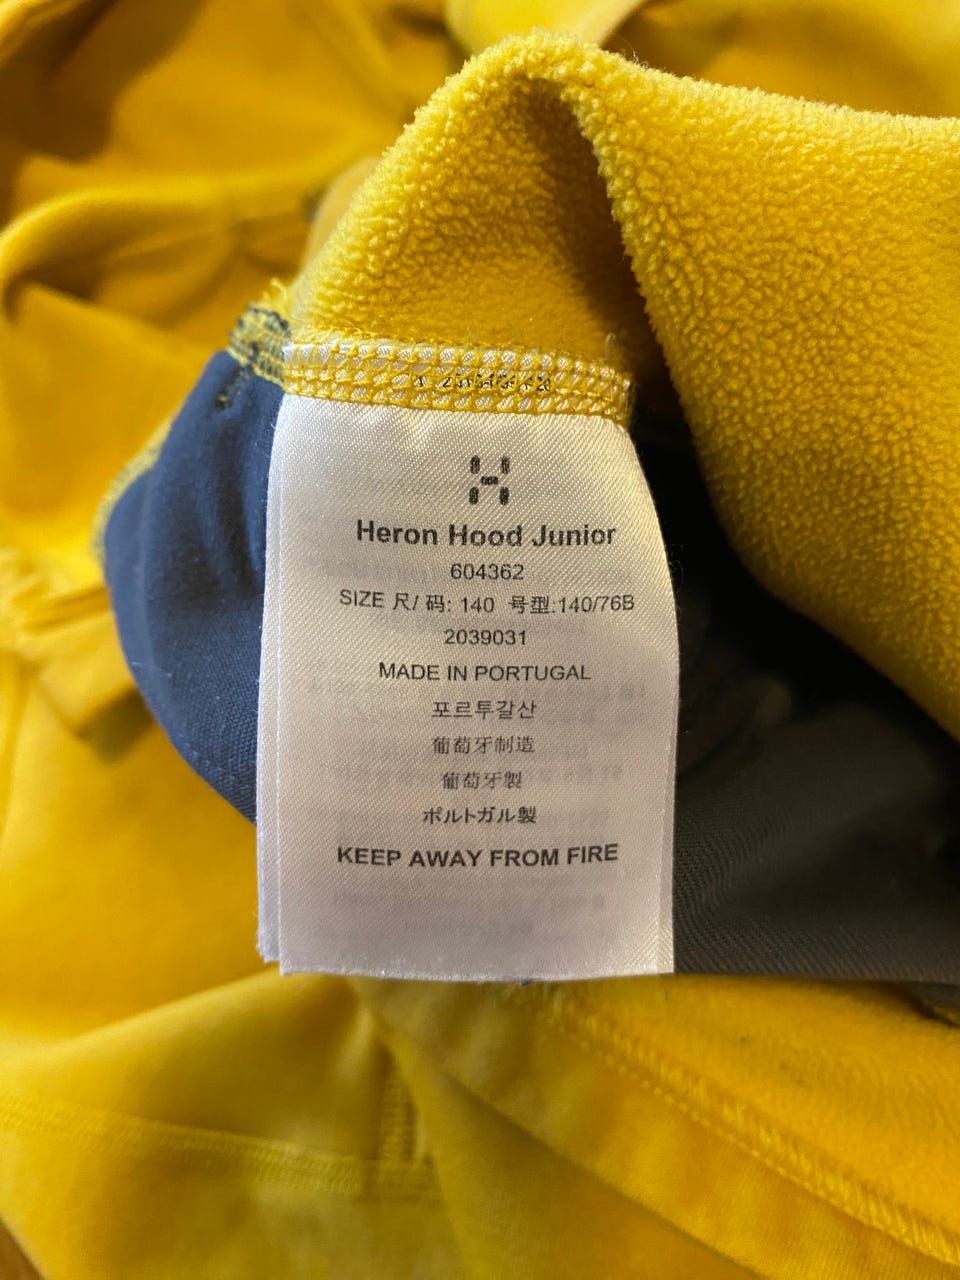 Heron Hood Junior
604362
SIZE 尺/ 码: 140 号型:140/76B
2039031
MADE IN PORTUGAL
포르투갈산
葡萄牙制造
葡萄牙製
ポルトガル製
KEEP AWAY FROM FIRE